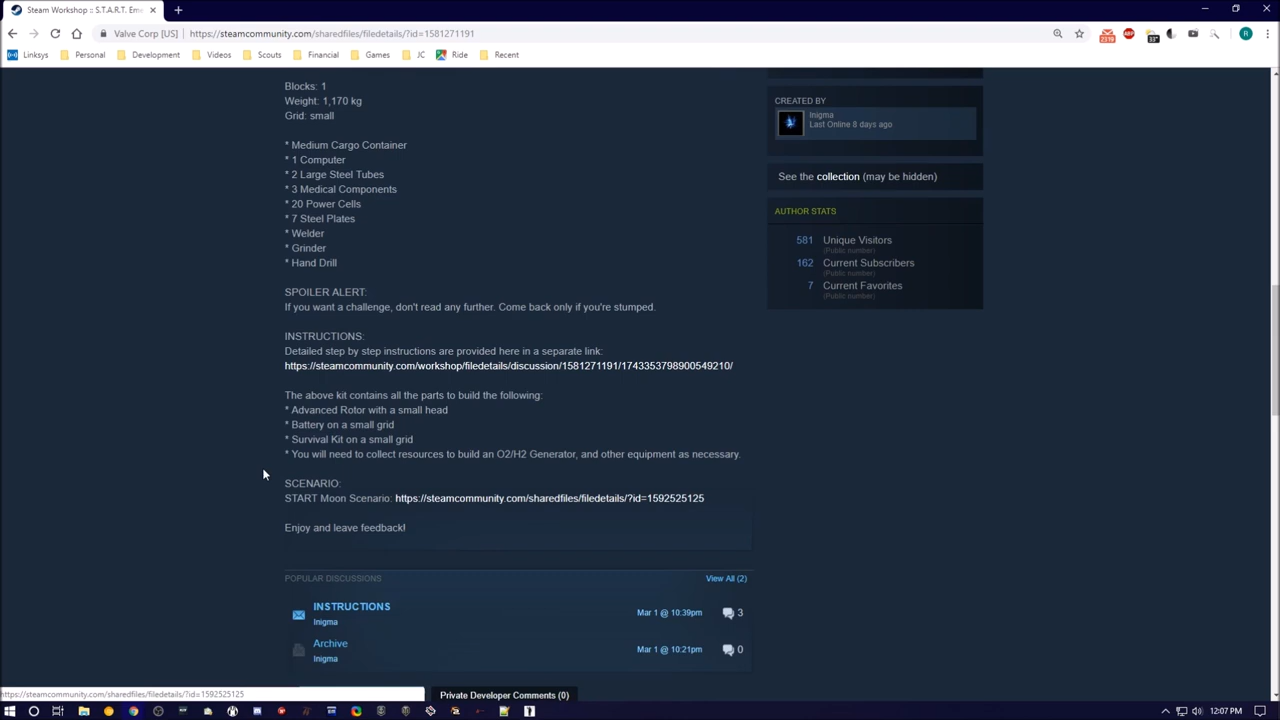 Steam Workshop :: S.T.A.R.T. Eme
Valve Corp [US] https://steamcommunity.com/sharedfiles/filedetails/?id=1581271191
2319
ABP
33°
R
Linksys Personal Development Videos Scouts Financial Games JC Ride Recent
Blocks: 1
Weight: 1,170 kg
Grid: small
* Medium Cargo Container
* 1 Computer
* 2 Large Steel Tubes
* 3 Medical Components
* 20 Power Cells
* 7 Steel Plates
* Welder
* Grinder
* Hand Drill
SPOILER ALERT:
If you want a challenge, don't read any further. Come back only if you're stumped.
INSTRUCTIONS:
Detailed step by step instructions are provided here in a separate link:
https://steamcommunity.com/workshop/filedetails/discussion/1581271191/1743353798900549210/
The above kit contains all the parts to build the following:
* Advanced Rotor with a small head
* Battery on a small grid
* Survival Kit on a small grid
* You will need to collect resources to build an O2/H2 Generator, and other equipment as necessary.
SCENARIO:
START Moon Scenario: https://steamcommunity.com/sharedfiles/filedetails/?id=1592525125
Enjoy and leave feedback!
POPULAR DISCUSSIONS
View All (2)
INSTRUCTIONS
Inigma
Mar 1 @ 10:39pm
3
Archive
Inigma
Mar 1 @ 10:21pm
0
CREATED BY
Inigma
Last Online 8 days ago
See the collection (may be hidden)
AUTHOR STATS
581 Unique Visitors
(Public number)
162 Current Subscribers
(Public number)
7 Current Favorites
(Public number)
Private Developer Comments (0)
https://steamcommunity.com/sharedfiles/filedetails/?id=1592525125
12:07 PM